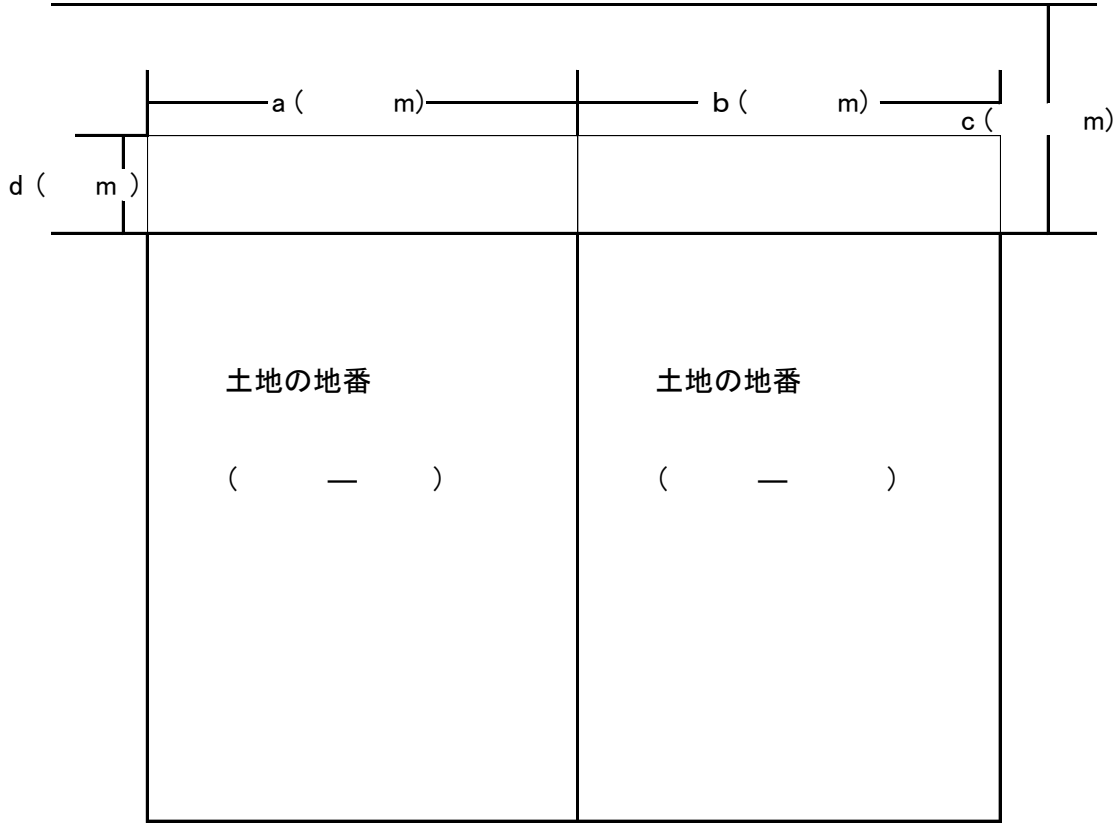 a (　　　m)
b (　　　m)
c (　　　m)
d (　　m )
土地の地番
土地の地番
(　　　―　　　)
(　　　―　　　)